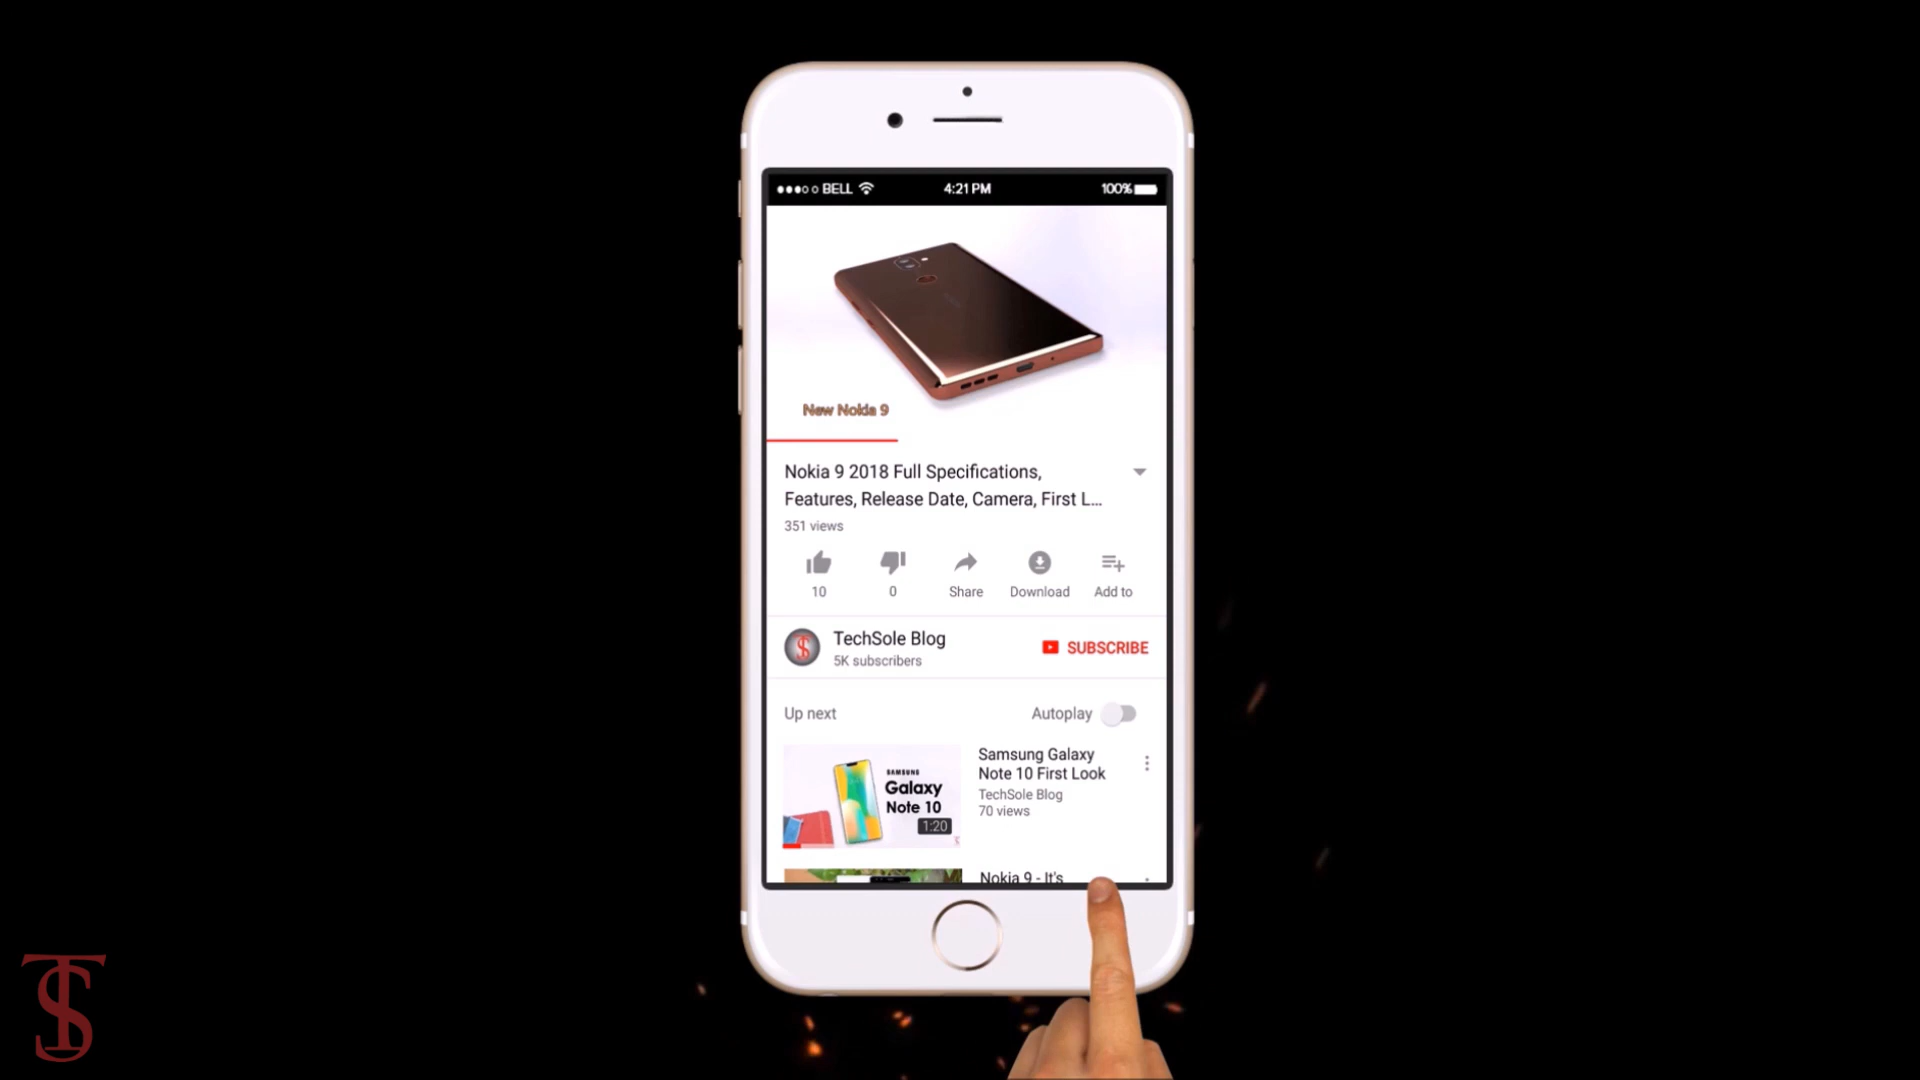 BELL
4:21 PM
100%
New Nokia 9
Nokia 9 2018 Full Specifications,
Features, Release Date, Camera, First L...
351 views
10
0
Share
Download
Add to
TechSole Blog
5K subscribers
SUBSCRIBE
Up next
Autoplay
SAMSUNG
Galaxy
Note 10
1:20
Samsung Galaxy
Note 10 First Look
TechSole Blog
70 views
Nokia 9 - It's
TS